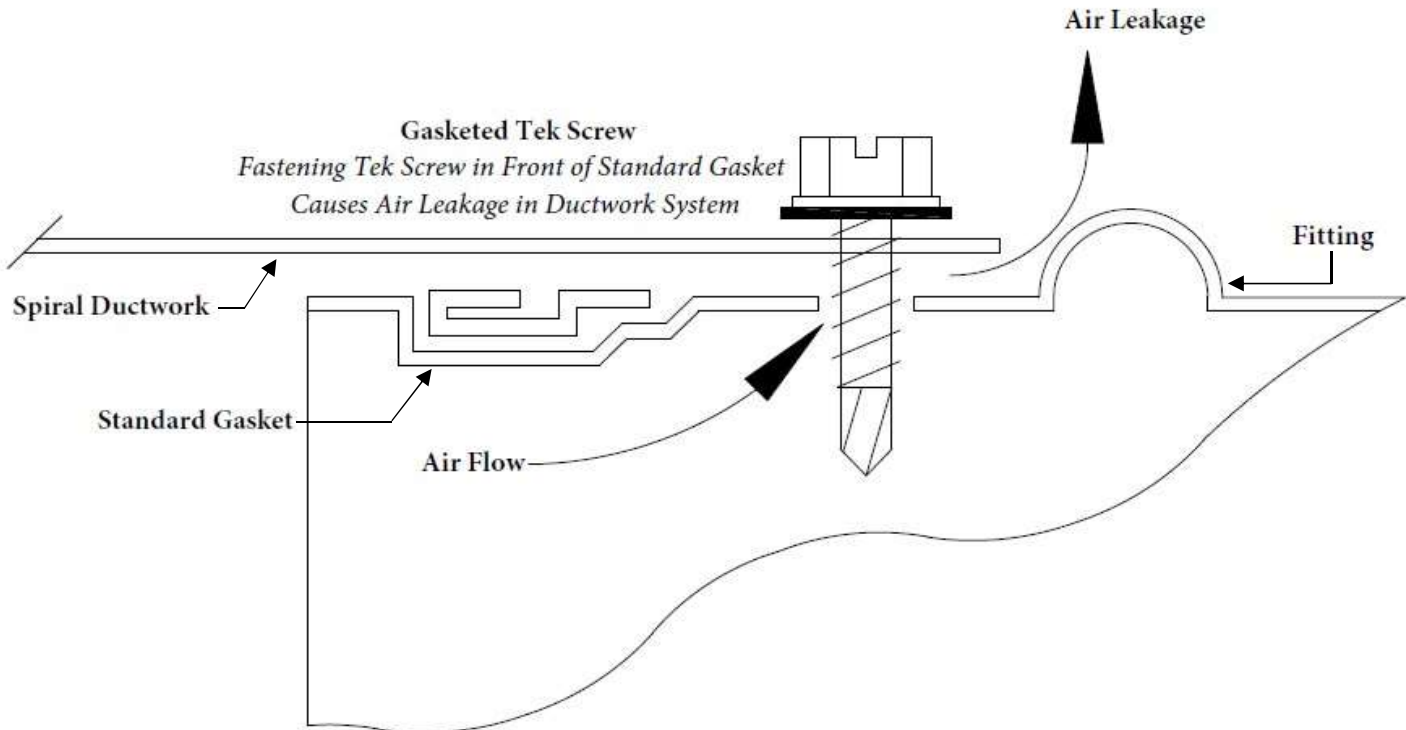 Air Leakage
Gasketed Tek Screw
Fastening Tek Screw in Front of Standard Gasket
Causes Air Leakage in Ductwork System
Fitting
Spiral Ductwork
Standard Gasket
Air Flow